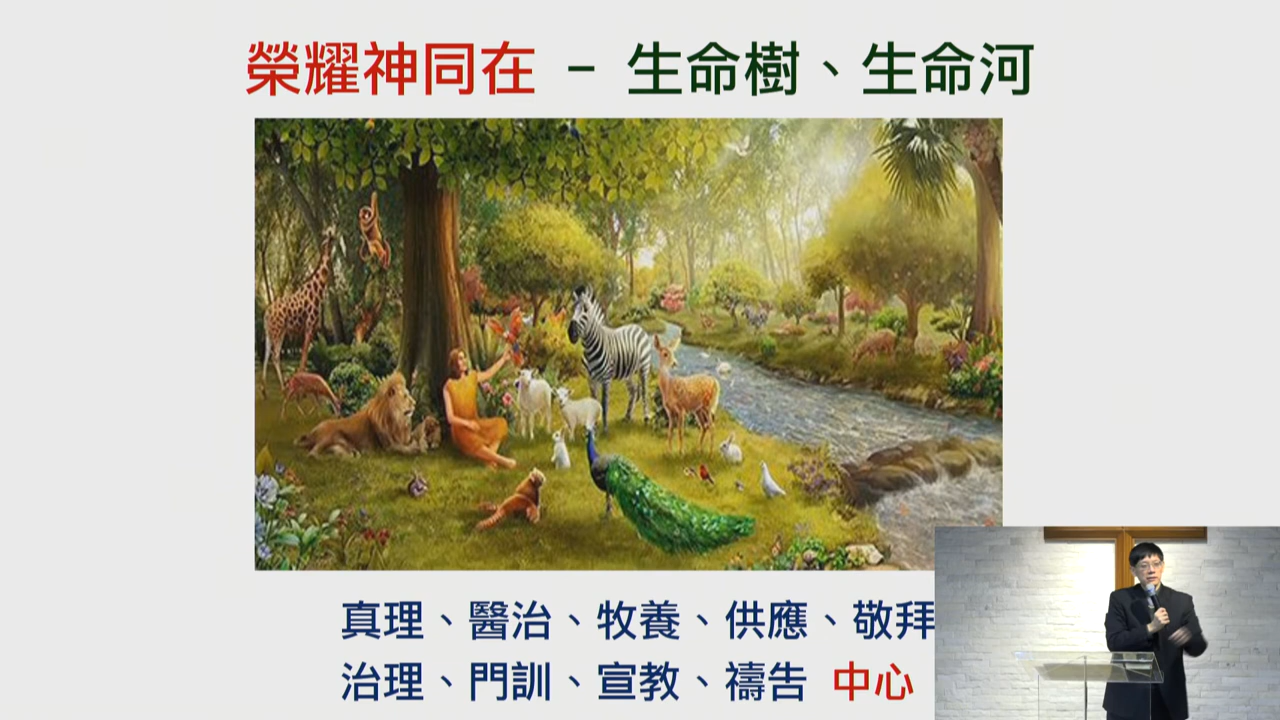 榮耀神同在 – 生命樹、生命河
真理、醫治、牧養、供應、敬拜
治理、門訓、宣教、禱告 中心